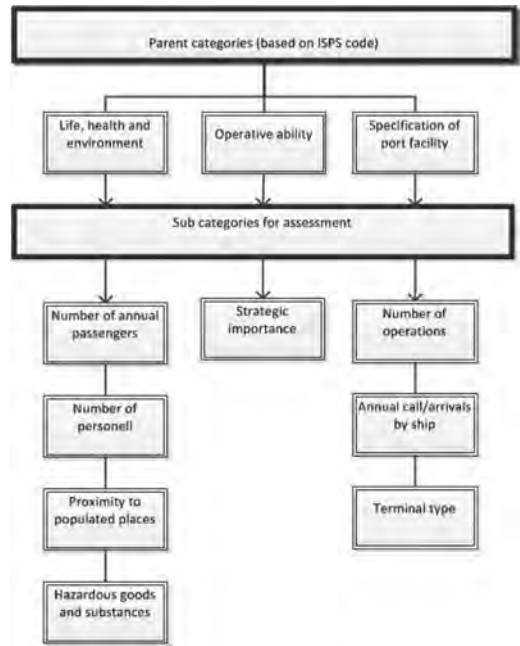 Parent categories (based on ISPS code)
Life, health and
environment
Operative ability
Specification of
port facility
Sub categories for assessment
Number of annual
passengers
Strategic
importance
Number of
operations
Number of
personell
Annual call/arrivals
by ship
Proximity to
populated places
Terminal type
Hazardous goods
and substances